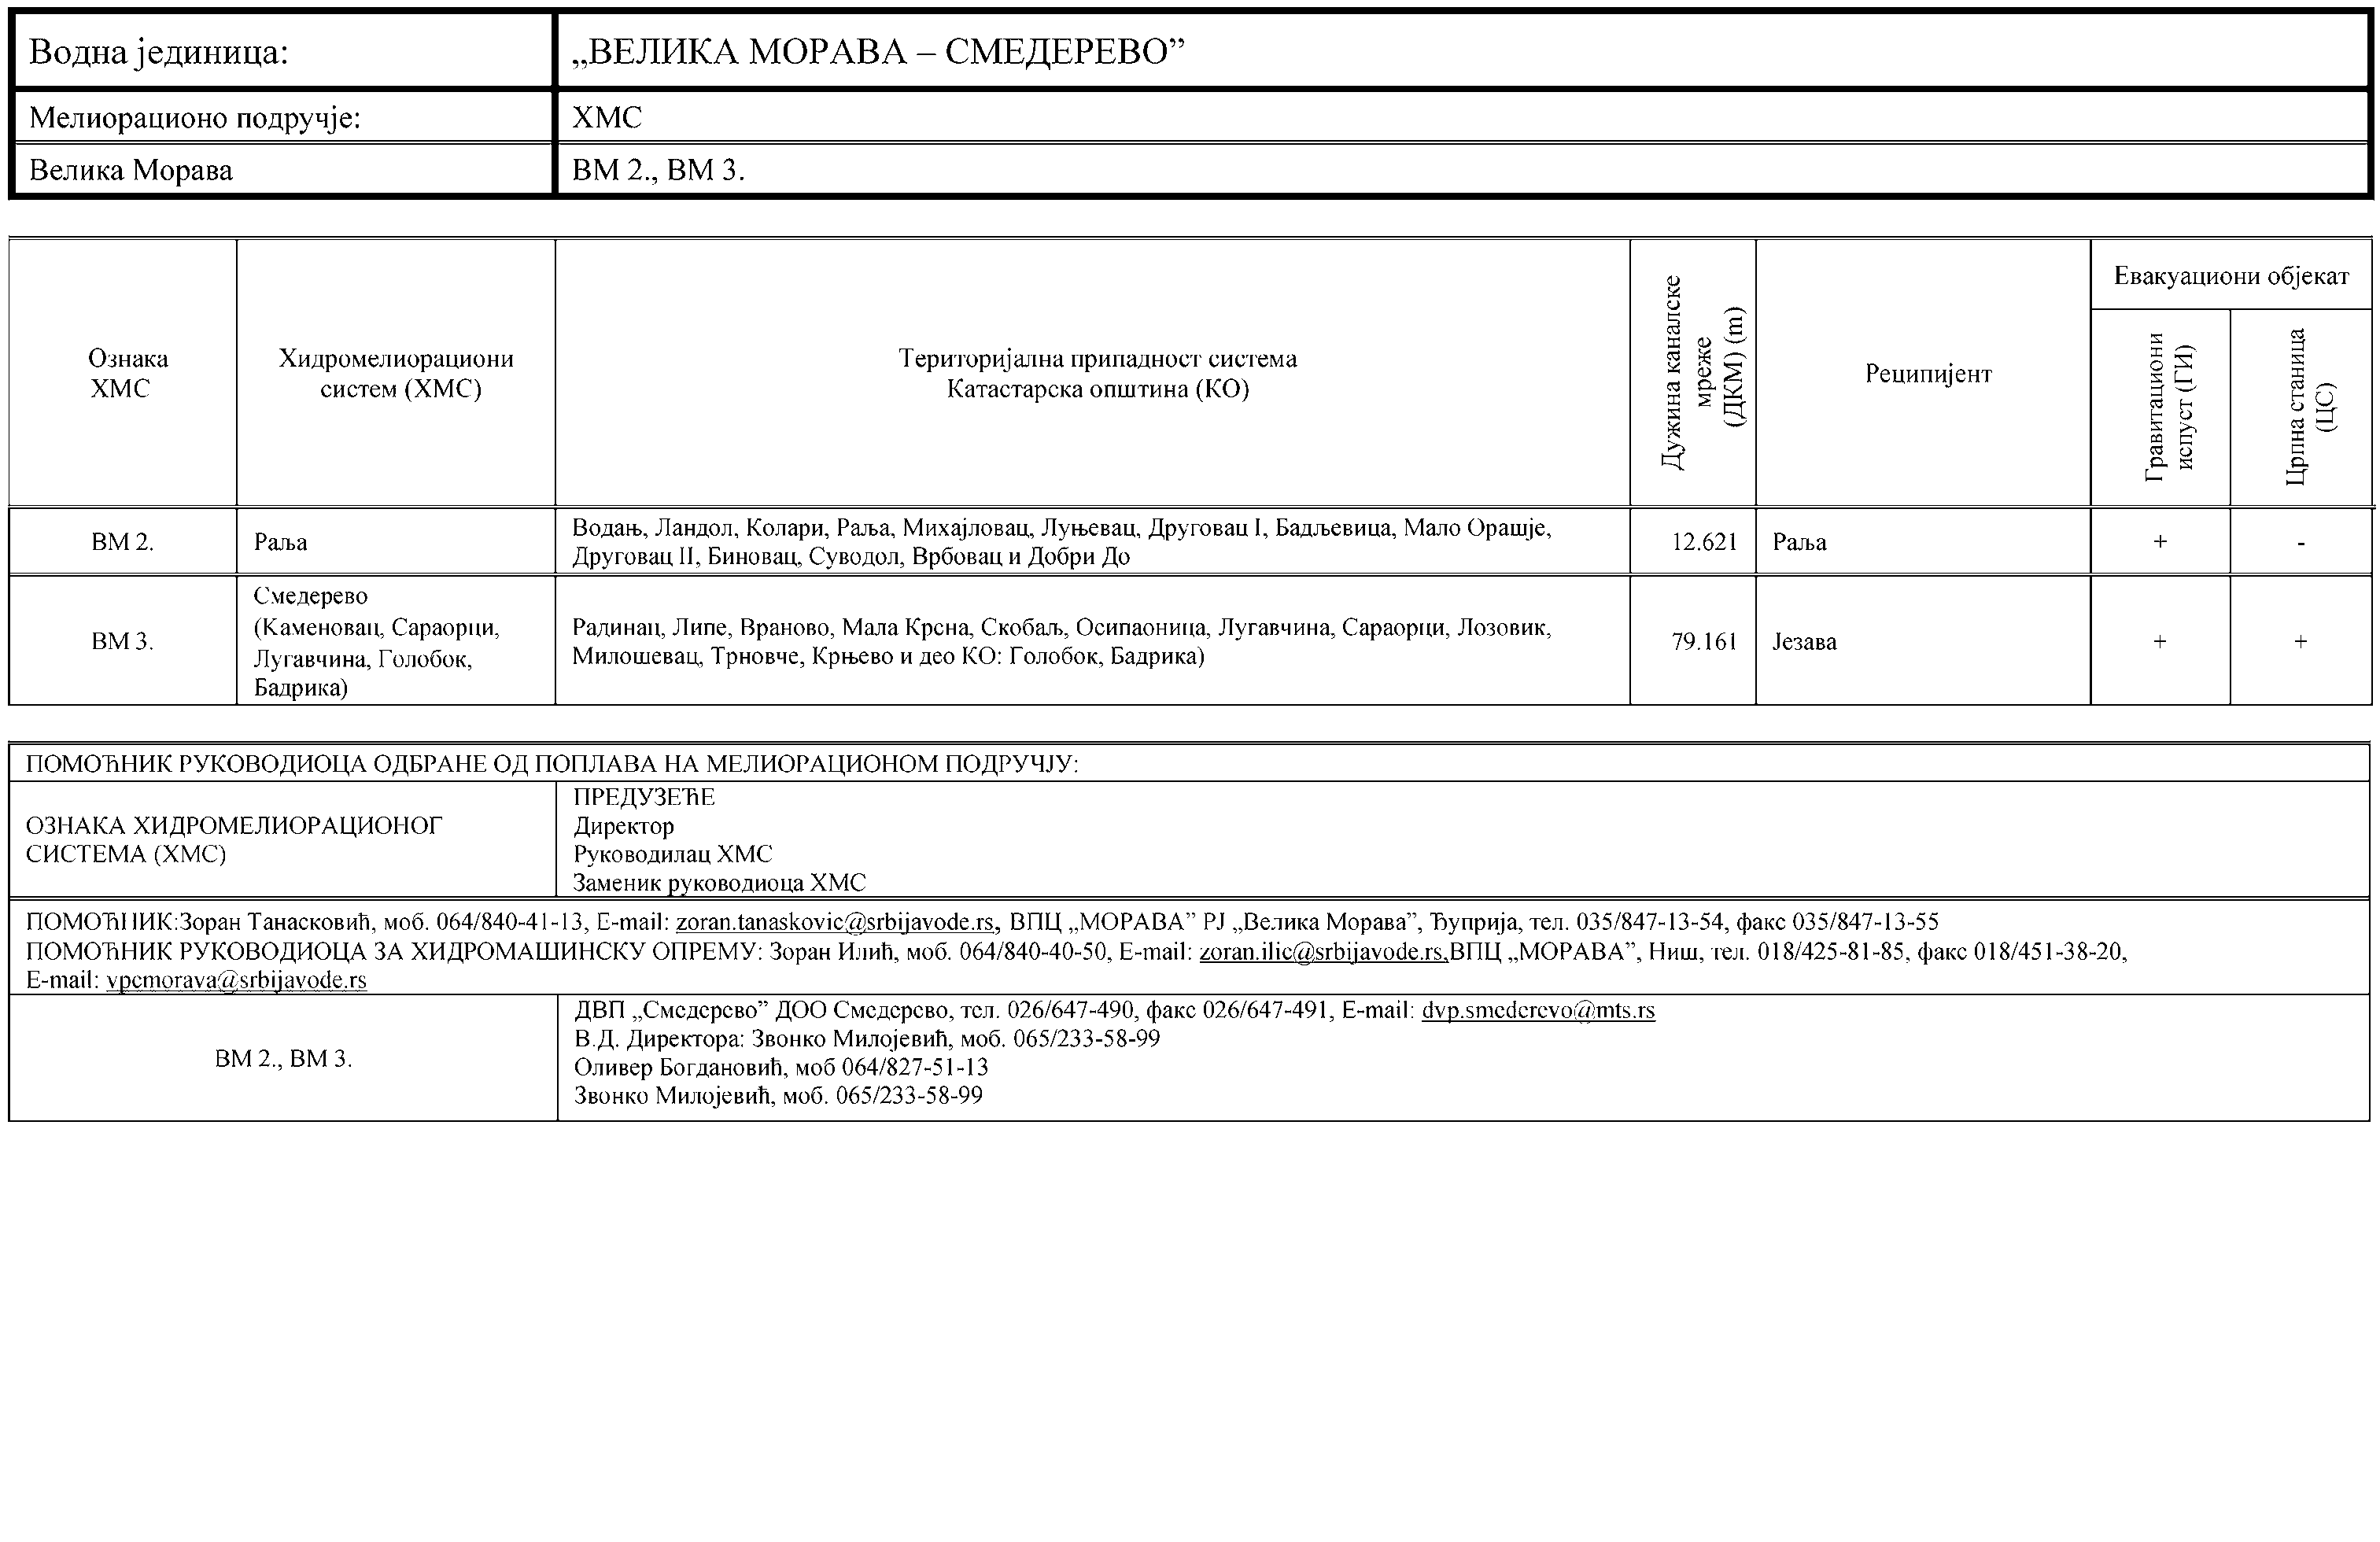 Водна јединица:
„ВЕЛИКА МОРАВА – СМЕДЕРЕВО”
Мелиорационо подручје:
ХМС
Велика Морава
ВМ 2., ВМ 3.
Ознака
ХМС
Хидромелиорациони
систем (ХМС)
Територијална припадност система
Катастарска општина (КО)
Дужина каналске
мреже
(ДКМ) (m)
Реципијент
Евакуациони објекат
Гравитациони
испуст (ГИ)
Црпна станица
(ЦС)
ВМ 2.
Раља
Водањ, Ландол, Колари, Раља, Михајловац, Луњевац, Друговац I, Бадљевица, Мало Орашје,
Друговац II, Биновац, Суводол, Врбовац и Добри До
12.621
Раља
+
-
ВМ 3.
Смедерево
(Каменовац, Сараорци,
Лугавчина, Голобок,
Бадрика)
Радинац, Липе, Враново, Мала Крсна, Скобаљ, Осипаоница, Лугавчина, Сараорци, Лозовик,
Милошевац, Трновче, Крњево и део КО: Голобок, Бадрика)
79.161
Језава
+
+
ПОМОЋНИК РУКОВОДИОЦА ОДБРАНЕ ОД ПОПЛАВА НА МЕЛИОРАЦИОНОМ ПОДРУЧЈУ:
ОЗНАКА ХИДРОМЕЛИОРАЦИОНОГ
СИСТЕМА (ХМС)
ПРЕДУЗЕЋЕ
Директор
Руководилац ХМС
Заменик руководиоца ХМС
ПОМОЋНИК:Зоран Танасковић, моб. 064/840-41-13, E-mail: zoran.tanaskovic@srbijavode.rs, ВПЦ „МОРАВА” РЈ „Велика Морава”, Ћуприја, тел. 035/847-13-54, факс 035/847-13-55
ПОМОЋНИК РУКОВОДИОЦА ЗА ХИДРОМАШИНСКУ ОПРЕМУ: Зоран Илић, моб. 064/840-40-50, E-mail: zoran.ilic@srbijavode.rs,ВПЦ „МОРАВА”, Ниш, тел. 018/425-81-85, факс 018/451-38-20,
E-mail: vpcmorava@srbijavode.rs
ВМ 2., ВМ 3.
ДВП „Смедерево” ДОО Смедерево, тел. 026/647-490, факс 026/647-491, E-mail: dvp.smederevo@mts.rs
В.Д. Директора: Звонко Милојевић, моб. 065/233-58-99
Оливер Богдановић, моб 064/827-51-13
Звонко Милојевић, моб. 065/233-58-99